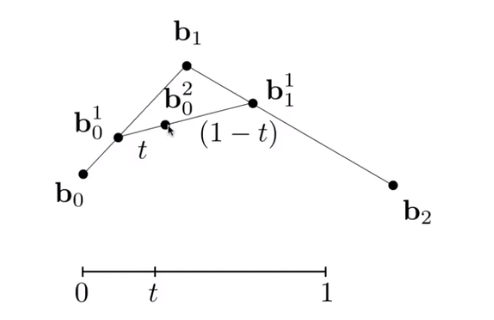 b₁
b₀²
b₁¹
b₀¹
t
(1 − t)
b₀
b₂
0
t
1